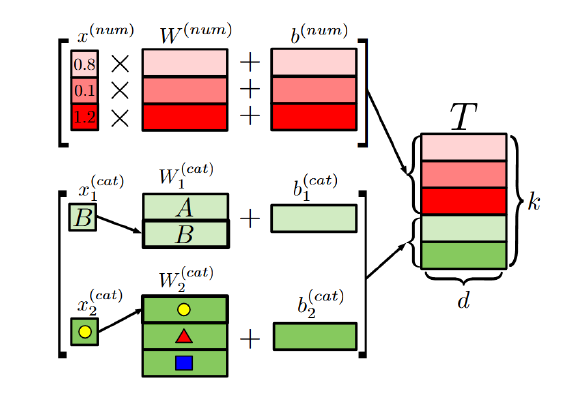 x^(num) W^(num) b^(num)
0.8 × +
0.1 × +
1.2 × +
T
k
d
x_1^(cat) W_1^(cat) b_1^(cat)
B A +
B
x_2^(cat) W_2^(cat) b_2^(cat)
+